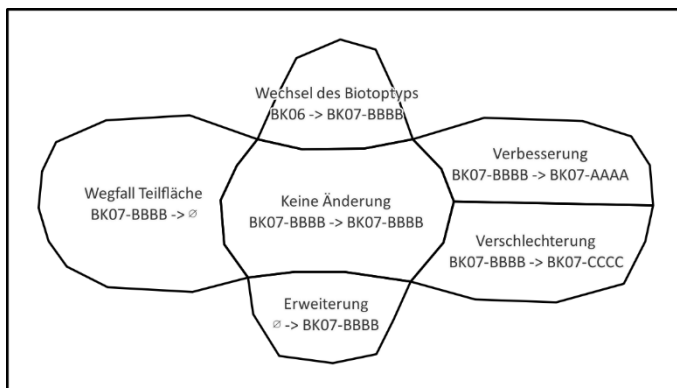 Wechsel des Biotoptyps
BK06 -> BK07-BBBB
Verbesserung
BK07-BBBB -> BK07-AAAA
Wegfall Teilfläche
BK07-BBBB -> ∅
Keine Änderung
BK07-BBBB -> BK07-BBBB
Verschlechterung
BK07-BBBB -> BK07-CCCC
Erweiterung
∅ -> BK07-BBBB